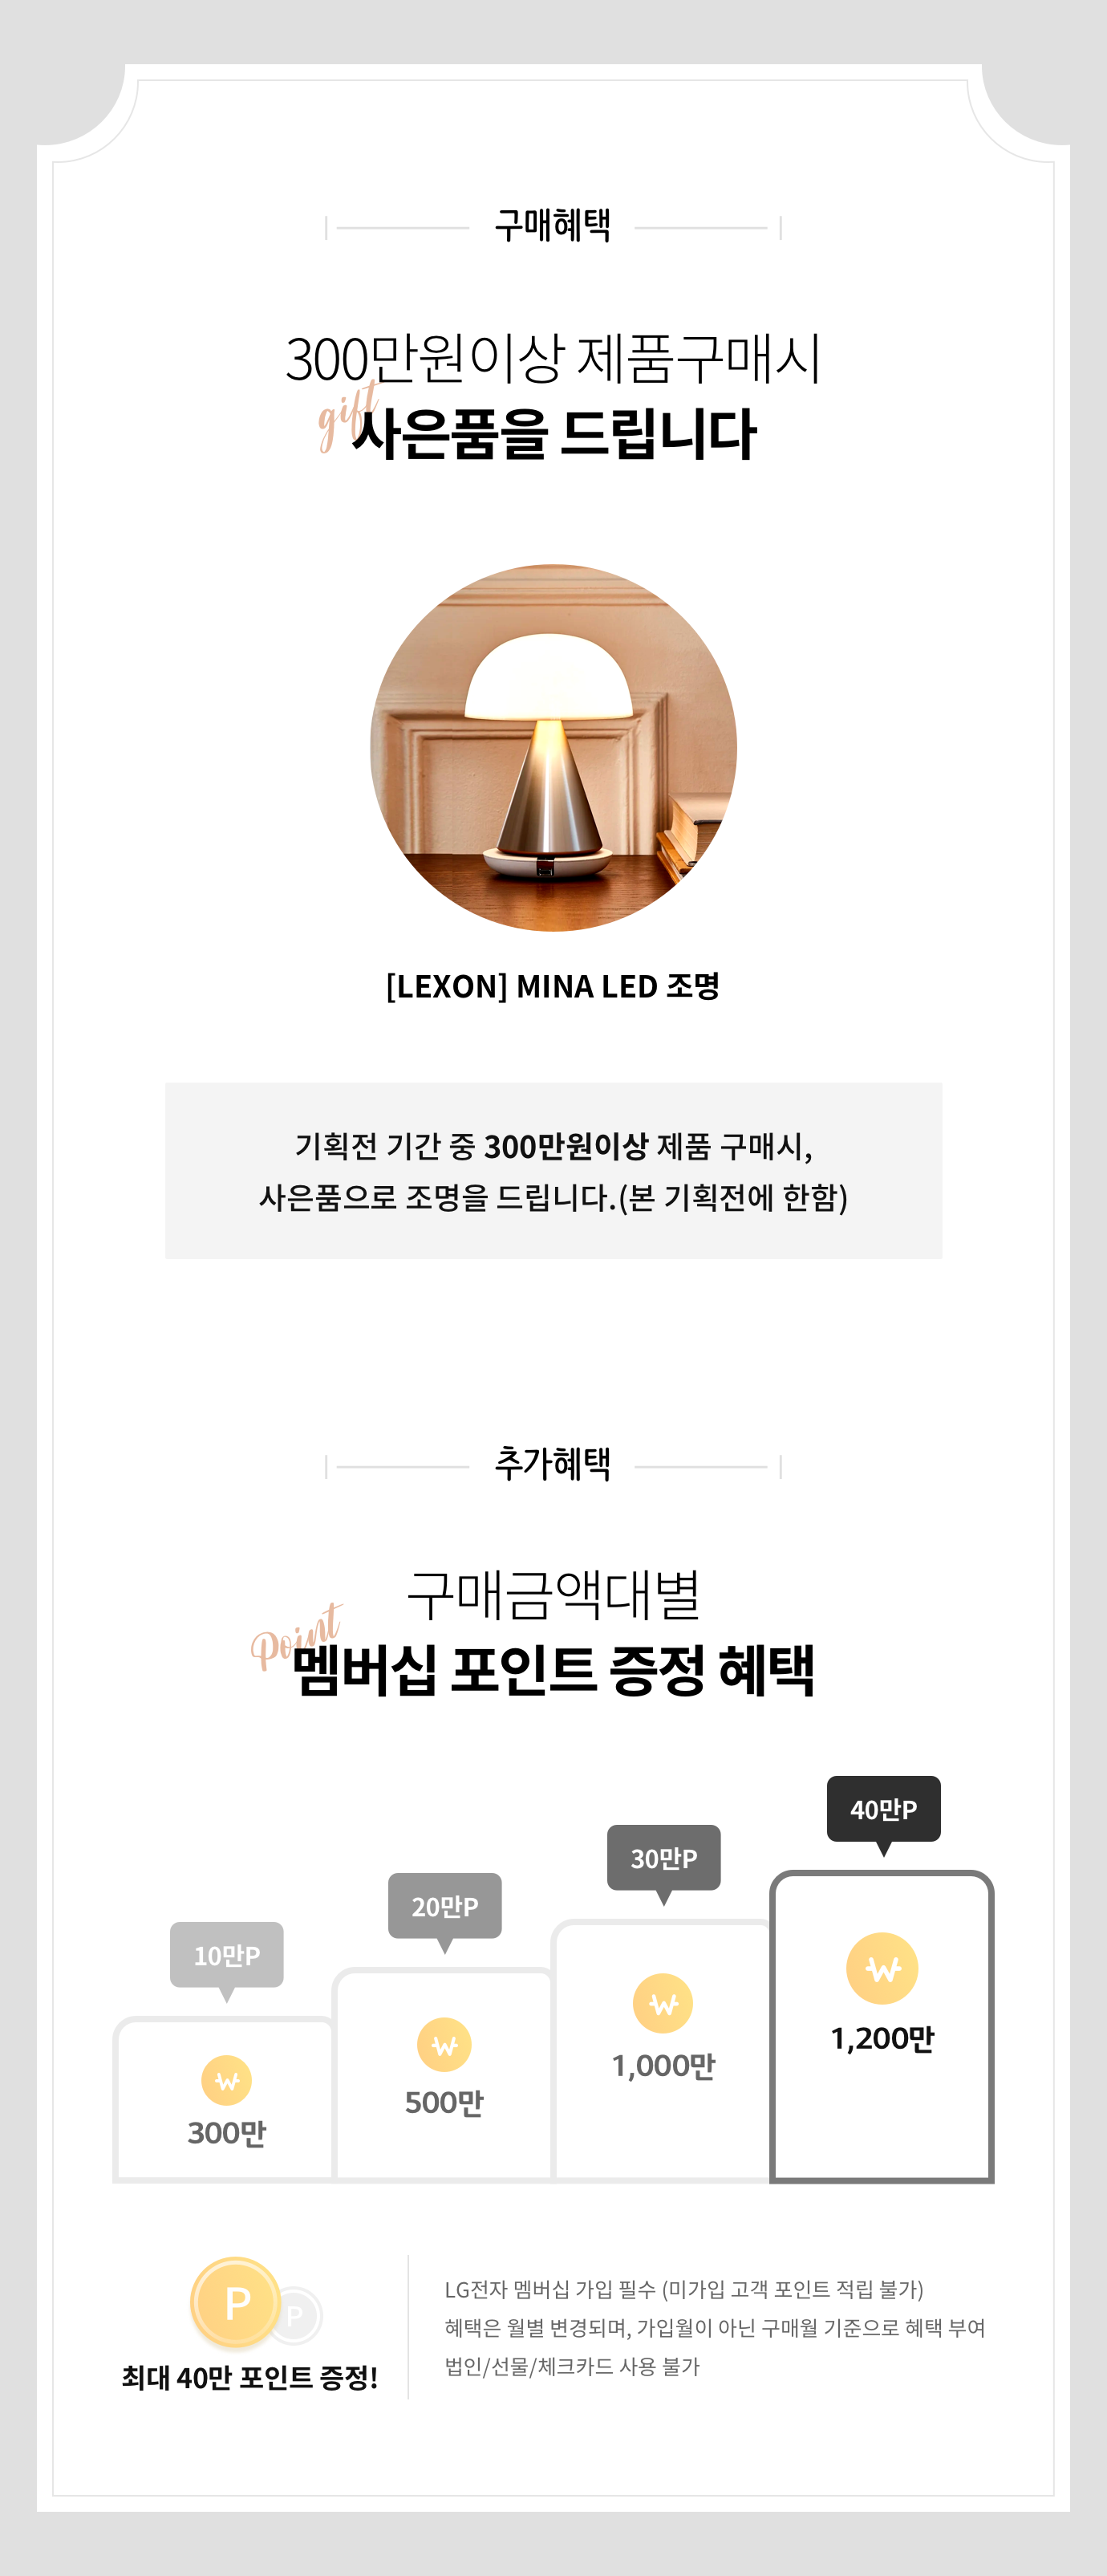 구매혜택
300만원이상 제품구매시
gift
사은품을 드립니다
[LEXON] MINA LED 조명
기획전 기간 중 300만원이상 제품 구매시,
사은품으로 조명을 드립니다.(본 기획전에 한함)
추가혜택
구매금액대별
Point
멤버십 포인트 증정 혜택
10만P
20만P
30만P
40만P
₩
300만
₩
500만
₩
1,000만
₩
1,200만
P
P
최대 40만 포인트 증정!
LG전자 멤버십 가입 필수 (미가입 고객 포인트 적립 불가)
혜택은 월별 변경되며, 가입월이 아닌 구매월 기준으로 혜택 부여
법인/선물/체크카드 사용 불가